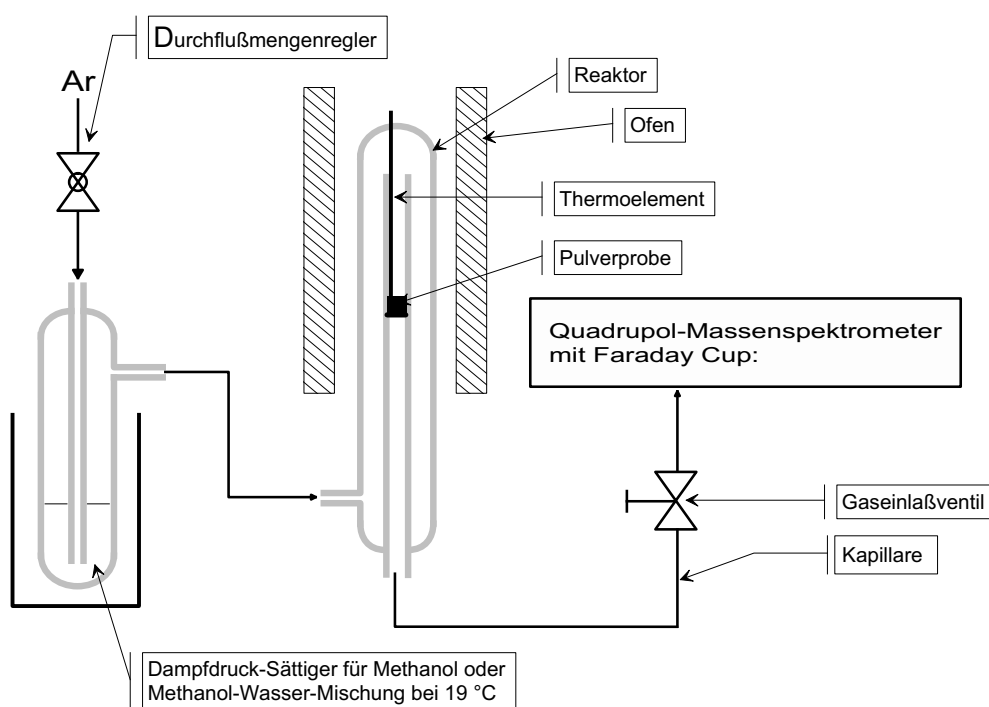 Durchflußmengenregler
Ar
Reaktor
Ofen
Thermoelement
Pulverprobe
Quadrupol-Massenspektrometer
mit Faraday Cup:
Gaseinlaßventil
Kapillare
Dampfdruck-Sättiger für Methanol oder
Methanol-Wasser-Mischung bei 19 °C